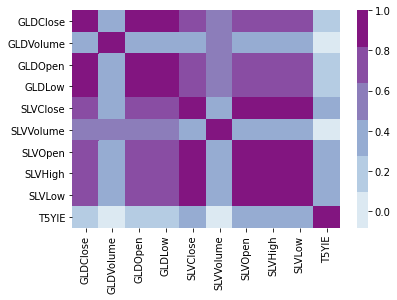 GLDClose
GLDVolume
GLDOpen
GLDLow
SLVClose
SLVVolume
SLVOpen
SLVHigh
SLVLow
T5YIE
GLDClose
GLDVolume
GLDOpen
GLDLow
SLVClose
SLVVolume
SLVOpen
SLVHigh
SLVLow
T5YIE
1.0
0.8
0.6
0.4
0.2
0.0